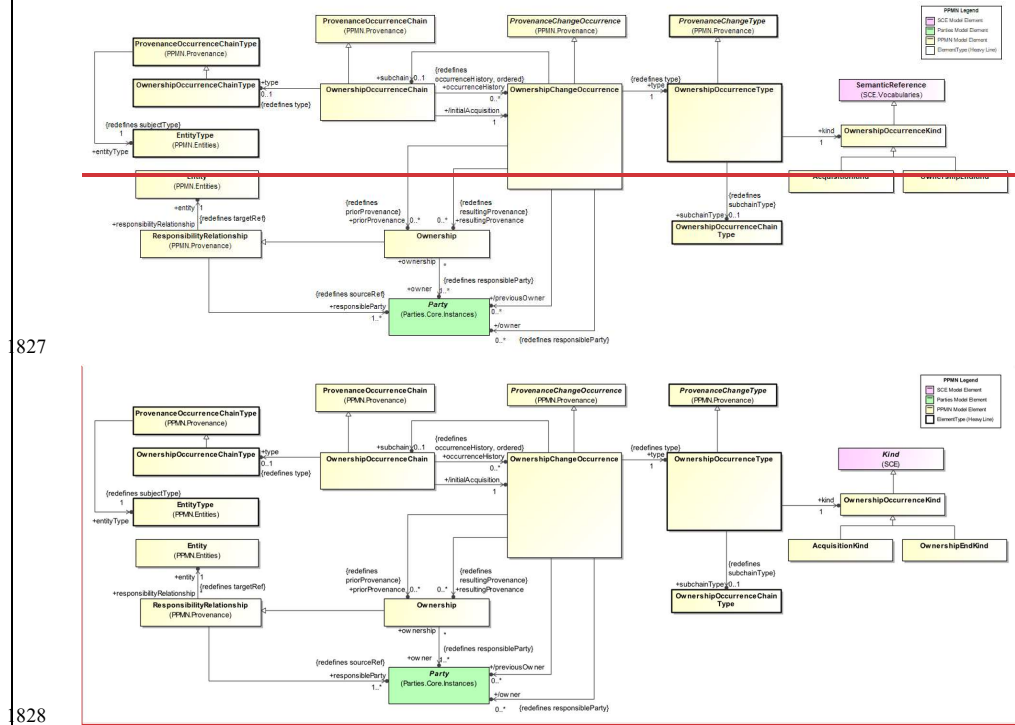 ProvenanceOccurrenceChain
(PPMN.Provenance)
ProvenanceChangeOccurrence
(PPMN.Provenance)
ProvenanceChangeType
(PPMN.Provenance)
PPMN Legend
SCE Model Element
Parties Model Element
PPMN Model Element
ElementType (Heavy Line)
ProvenanceOccurrenceChainType
(PPMN.Provenance)
OwnershipOccurrenceChainType
+type
0..1
{redefines type}
+subchain
0..1
OwnershipOccurrenceChain
{redefines
occurrenceHistory, ordered}
+occurrenceHistory
0..*
+/initialAcquisition
1
OwnershipChangeOccurrence
{redefines type}
+type
1
OwnershipOccurrenceType
SemanticReference
(SCE.Vocabularies)
+kind
1
OwnershipOccurrenceKind
{redefines subjectType}
1
+entityType
EntityType
(PPMN.Entities)
Entity
(PPMN.Entities)
AcquisitionKind
OwnershipEndKind
+entity
1
{redefines targetRef}
+responsibilityRelationship
ResponsibilityRelationship
(PPMN.Provenance)
{redefines
priorProvenance}
+priorProvenance
0..*
{redefines
resultingProvenance}
0..*
+resultingProvenance
Ownership
+ownership
*
{redefines
subchainType}
+subchainType
0..1
OwnershipOccurrenceChain
Type
{redefines responsibleParty}
+owner
1..*
{redefines sourceRef}
+responsibleParty
1..*
Party
(Parties.Core.Instances)
+/previousOwner
0..*
+/owner
0..*
{redefines responsibleParty}
1827
ProvenanceOccurrenceChain
(PPMN.Provenance)
ProvenanceChangeOccurrence
(PPMN.Provenance)
ProvenanceChangeType
(PPMN.Provenance)
PPMN Legend
SCE Model Element
Parties Model Element
PPMN Model Element
ElementType (Heavy Line)
ProvenanceOccurrenceChainType
(PPMN.Provenance)
OwnershipOccurrenceChainType
+type
0..1
{redefines type}
+subchain
0..1
OwnershipOccurrenceChain
{redefines
occurrenceHistory, ordered}
+occurrenceHistory
0..*
+/initialAcquisition
1
OwnershipChangeOccurrence
{redefines type}
+type
1
OwnershipOccurrenceType
Kind
(SCE)
+kind
1
OwnershipOccurrenceKind
{redefines subjectType}
1
+entityType
EntityType
(PPMN.Entities)
Entity
(PPMN.Entities)
AcquisitionKind
OwnershipEndKind
+entity
1
{redefines targetRef}
+responsibilityRelationship
*
ResponsibilityRelationship
(PPMN.Provenance)
{redefines
priorProvenance}
+priorProvenance
0..*
{redefines
resultingProvenance}
0..*
+resultingProvenance
Ownership
+ownership
*
{redefines
subchainType}
+subchainType
0..1
OwnershipOccurrenceChain
Type
{redefines responsibleParty}
+owner
1..*
{redefines sourceRef}
+responsibleParty
1..*
Party
(Parties.Core.Instances)
+/previousOwner
0..*
+/owner
0..*
{redefines responsibleParty}
1828